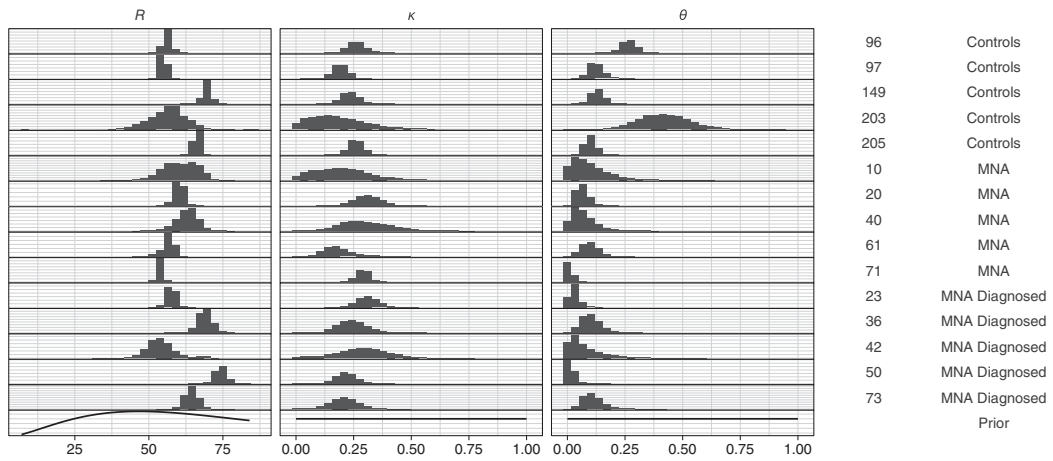 R κ θ
96 Controls
97 Controls
149 Controls
203 Controls
205 Controls
10 MNA
20 MNA
40 MNA
61 MNA
71 MNA
23 MNA Diagnosed
36 MNA Diagnosed
42 MNA Diagnosed
50 MNA Diagnosed
73 MNA Diagnosed
Prior
25 50 75 0.00 0.25 0.50 0.75 1.00 0.00 0.25 0.50 0.75 1.00